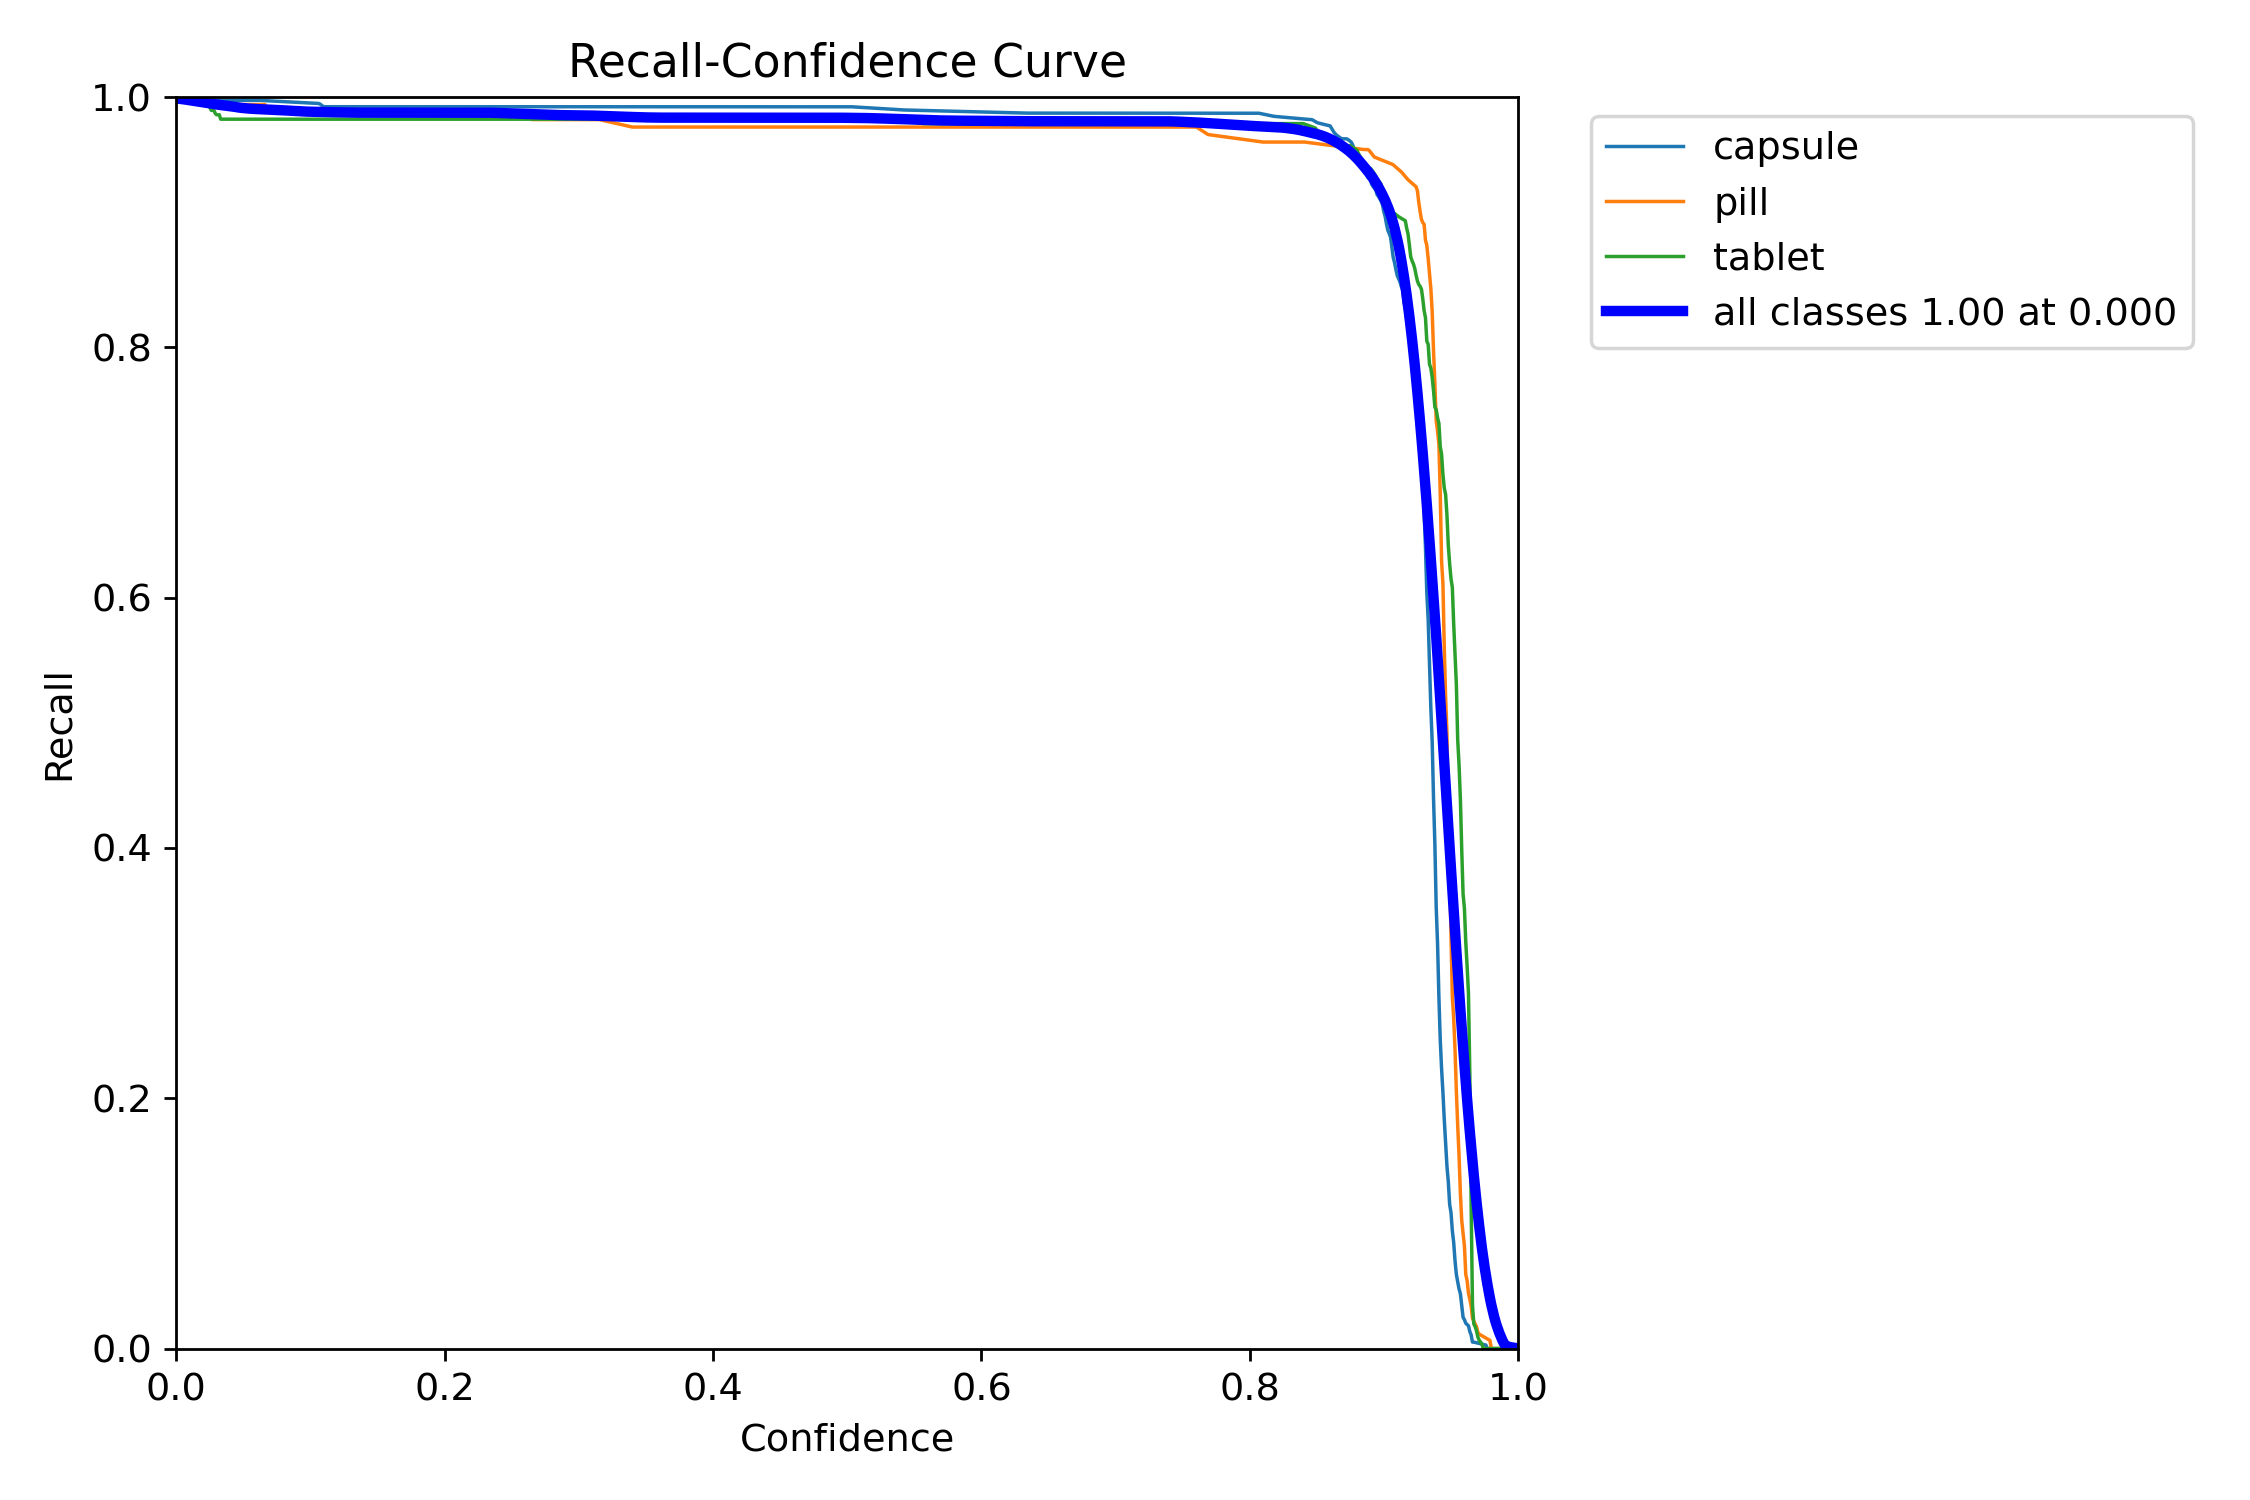 Recall-Confidence Curve
1.0
0.8
0.6
0.4
0.2
0.0
Recall
0.0 0.2 0.4 0.6 0.8 1.0
Confidence
capsule
pill
tablet
all classes 1.00 at 0.000